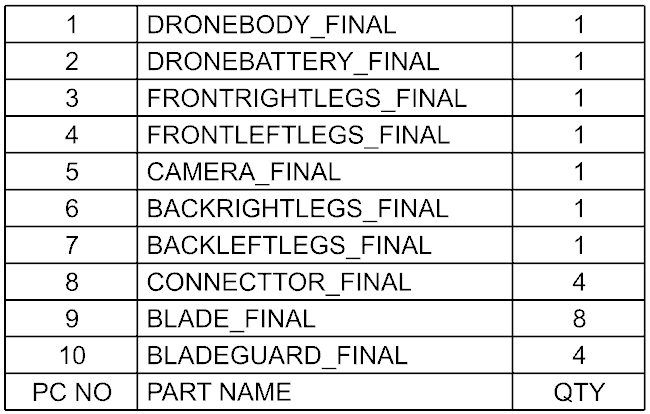 1 DRONEBODY_FINAL 1
2 DRONEBATTERY_FINAL 1
3 FRONTRIGHTLEGS_FINAL 1
4 FRONTLEFTLEGS_FINAL 1
5 CAMERA_FINAL 1
6 BACKRIGHTLEGS_FINAL 1
7 BACKLEFTLEGS_FINAL 1
8 CONNECTTOR_FINAL 4
9 BLADE_FINAL 8
10 BLADEGUARD_FINAL 4
PC NO PART NAME QTY